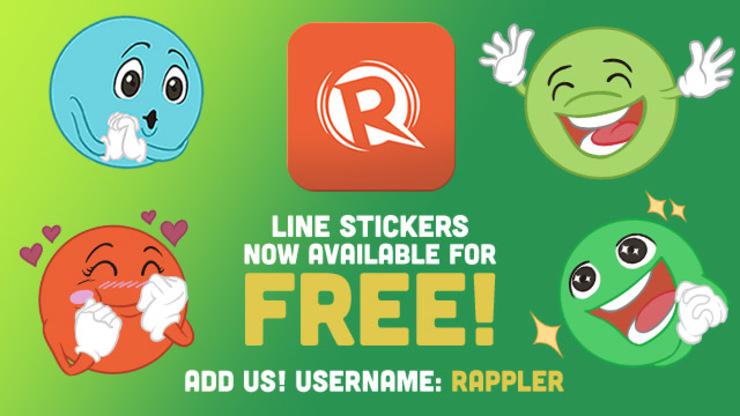 R
LINE STICKERS
NOW AVAILABLE FOR
FREE!
ADD US! USERNAME: RAPPLER